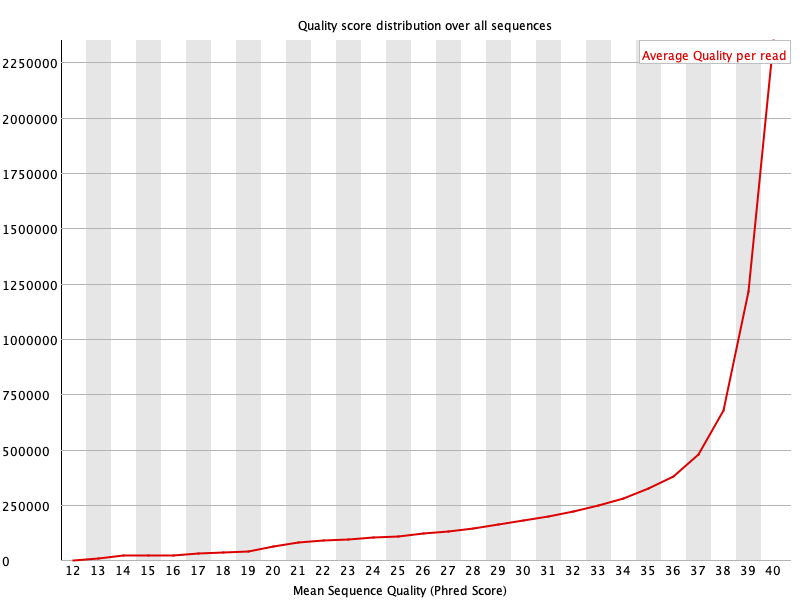 Quality score distribution over all sequences
Average Quality per read
2250000
2000000
1750000
1500000
1250000
1000000
750000
500000
250000
0
12 13 14 15 16 17 18 19 20 21 22 23 24 25 26 27 28 29 30 31 32 33 34 35 36 37 38 39 40
Mean Sequence Quality (Phred Score)